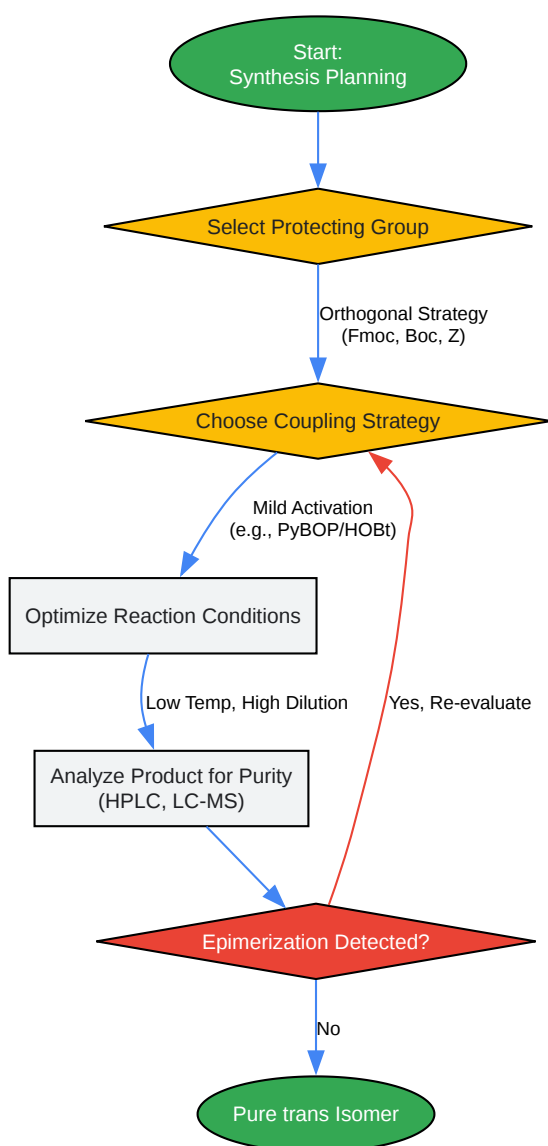 Start:
Synthesis Planning
Select Protecting Group
Orthogonal Strategy
(Fmoc, Boc, Z)
Choose Coupling Strategy
Mild Activation
(e.g., PyBOP/HOBt)
Optimize Reaction Conditions
Low Temp, High Dilution
Yes, Re-evaluate
Analyze Product for Purity
(HPLC, LC-MS)
Epimerization Detected?
No
Pure trans Isomer